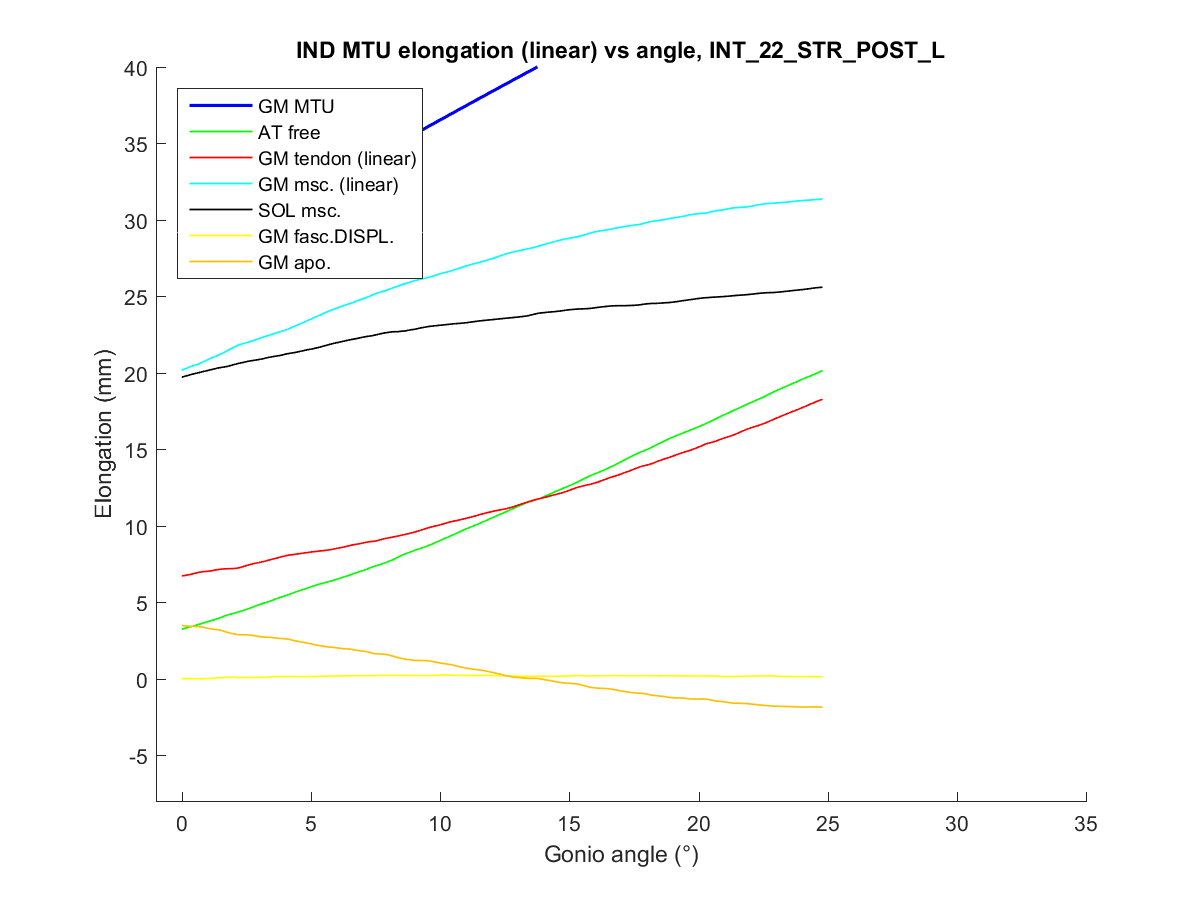 IND MTU elongation (linear) vs angle, INT_22_STR_POST_L
40
35
30
25
20
15
10
5
0
-5
Elongation (mm)
GM MTU
AT free
GM tendon (linear)
GM msc. (linear)
SOL msc.
GM fasc.DISPL.
GM apo.
0 5 10 15 20 25 30 35
Gonio angle (°)